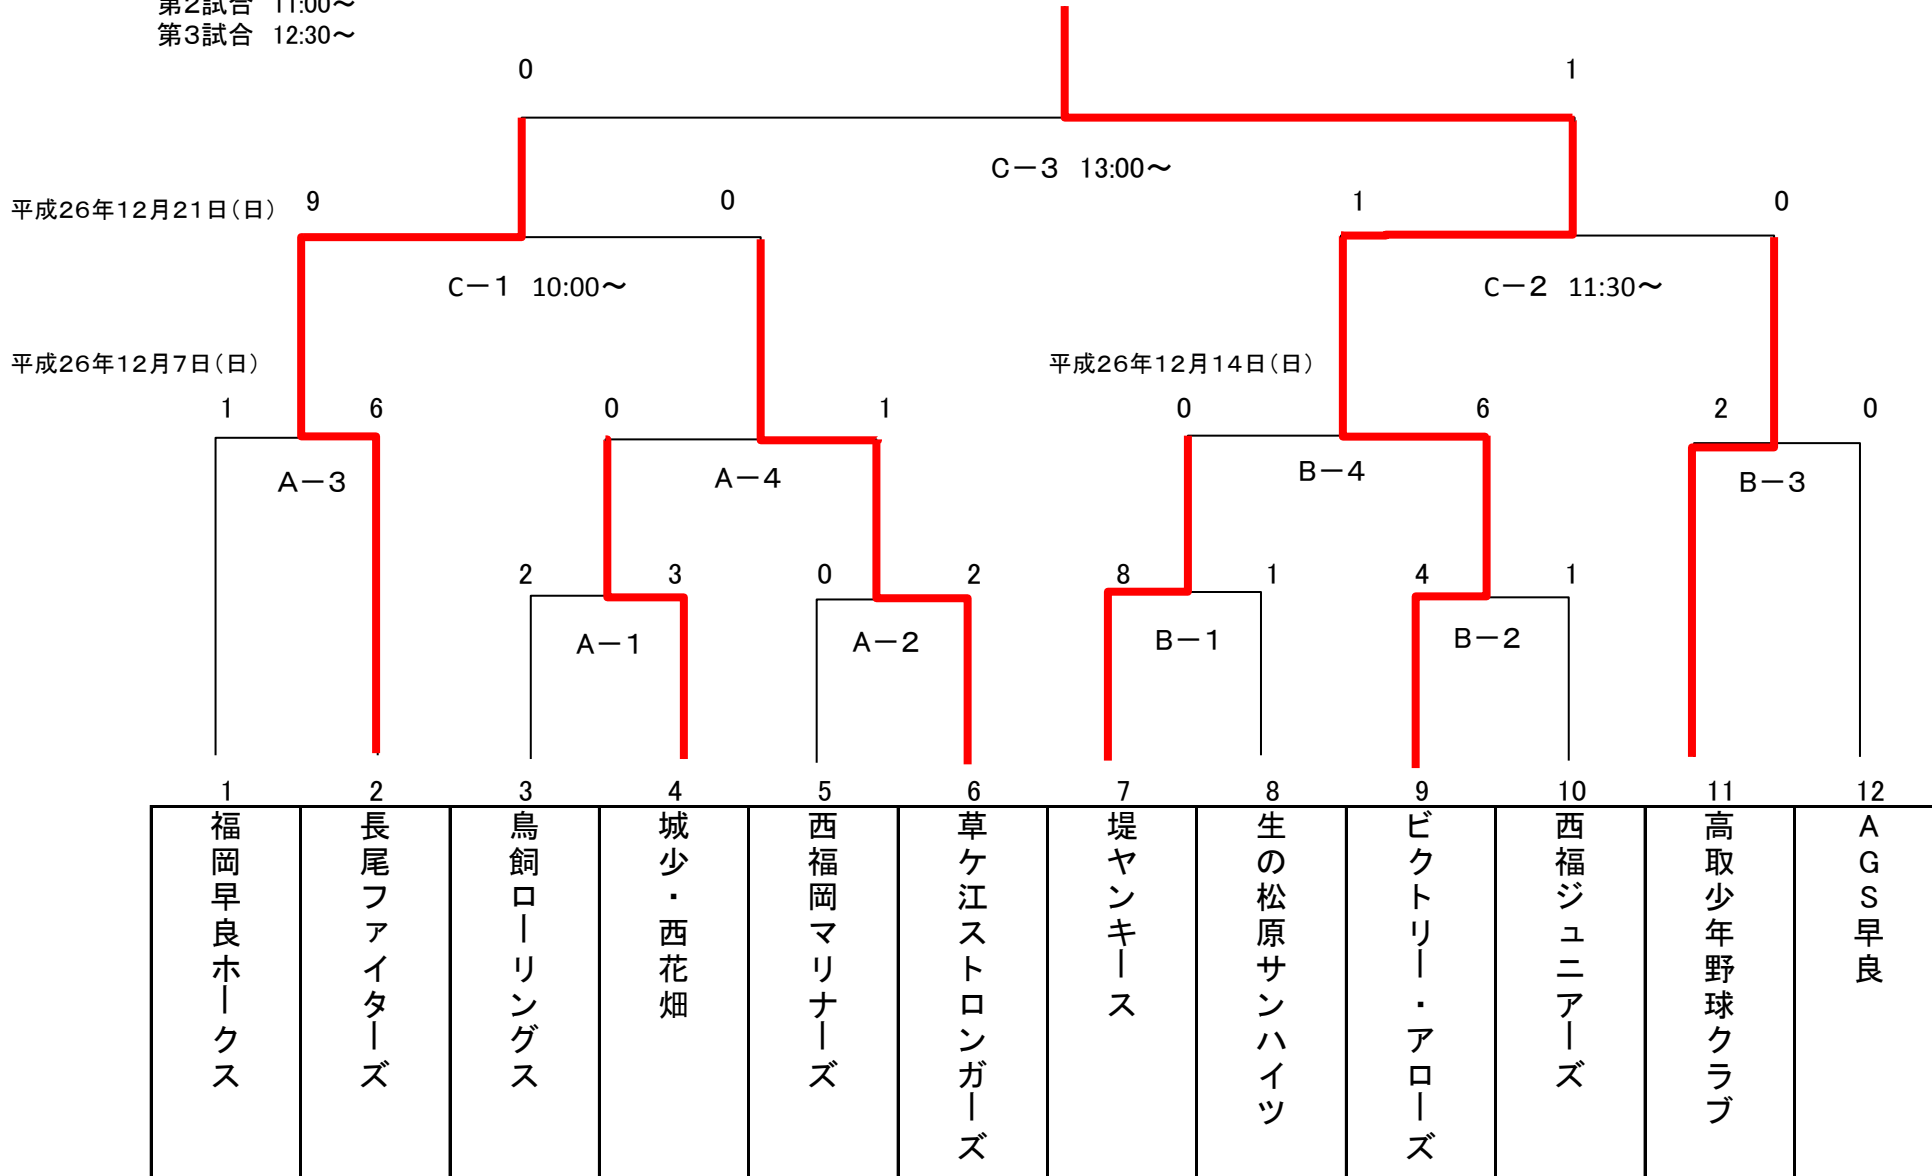 第2試合 11:00～
第3試合 12:30～
0 1
C－3 13:00～
平成26年12月21日(日) 9 0 1 0
C－1 10:00～ C－2 11:30～
平成26年12月7日(日) 平成26年12月14日(日)
1 6 0 1 0 6 2 0
A－3 A－4 B－4 B－3
2 3 0 2 8 1 4 1
A－1 A－2 B－1 B－2
1 2 3 4 5 6 7 8 9 10 11 12
福岡早良ホークス
長尾ファイターズ
鳥飼ローリングス
城少・西花畑
西福岡マリナーズ
草ケ江ストロンガーズ
堤ヤンキース
生の松原サンハイツ
ビクトリー・アローズ
西福ジュニアーズ
高取少年野球クラブ
AGS早良